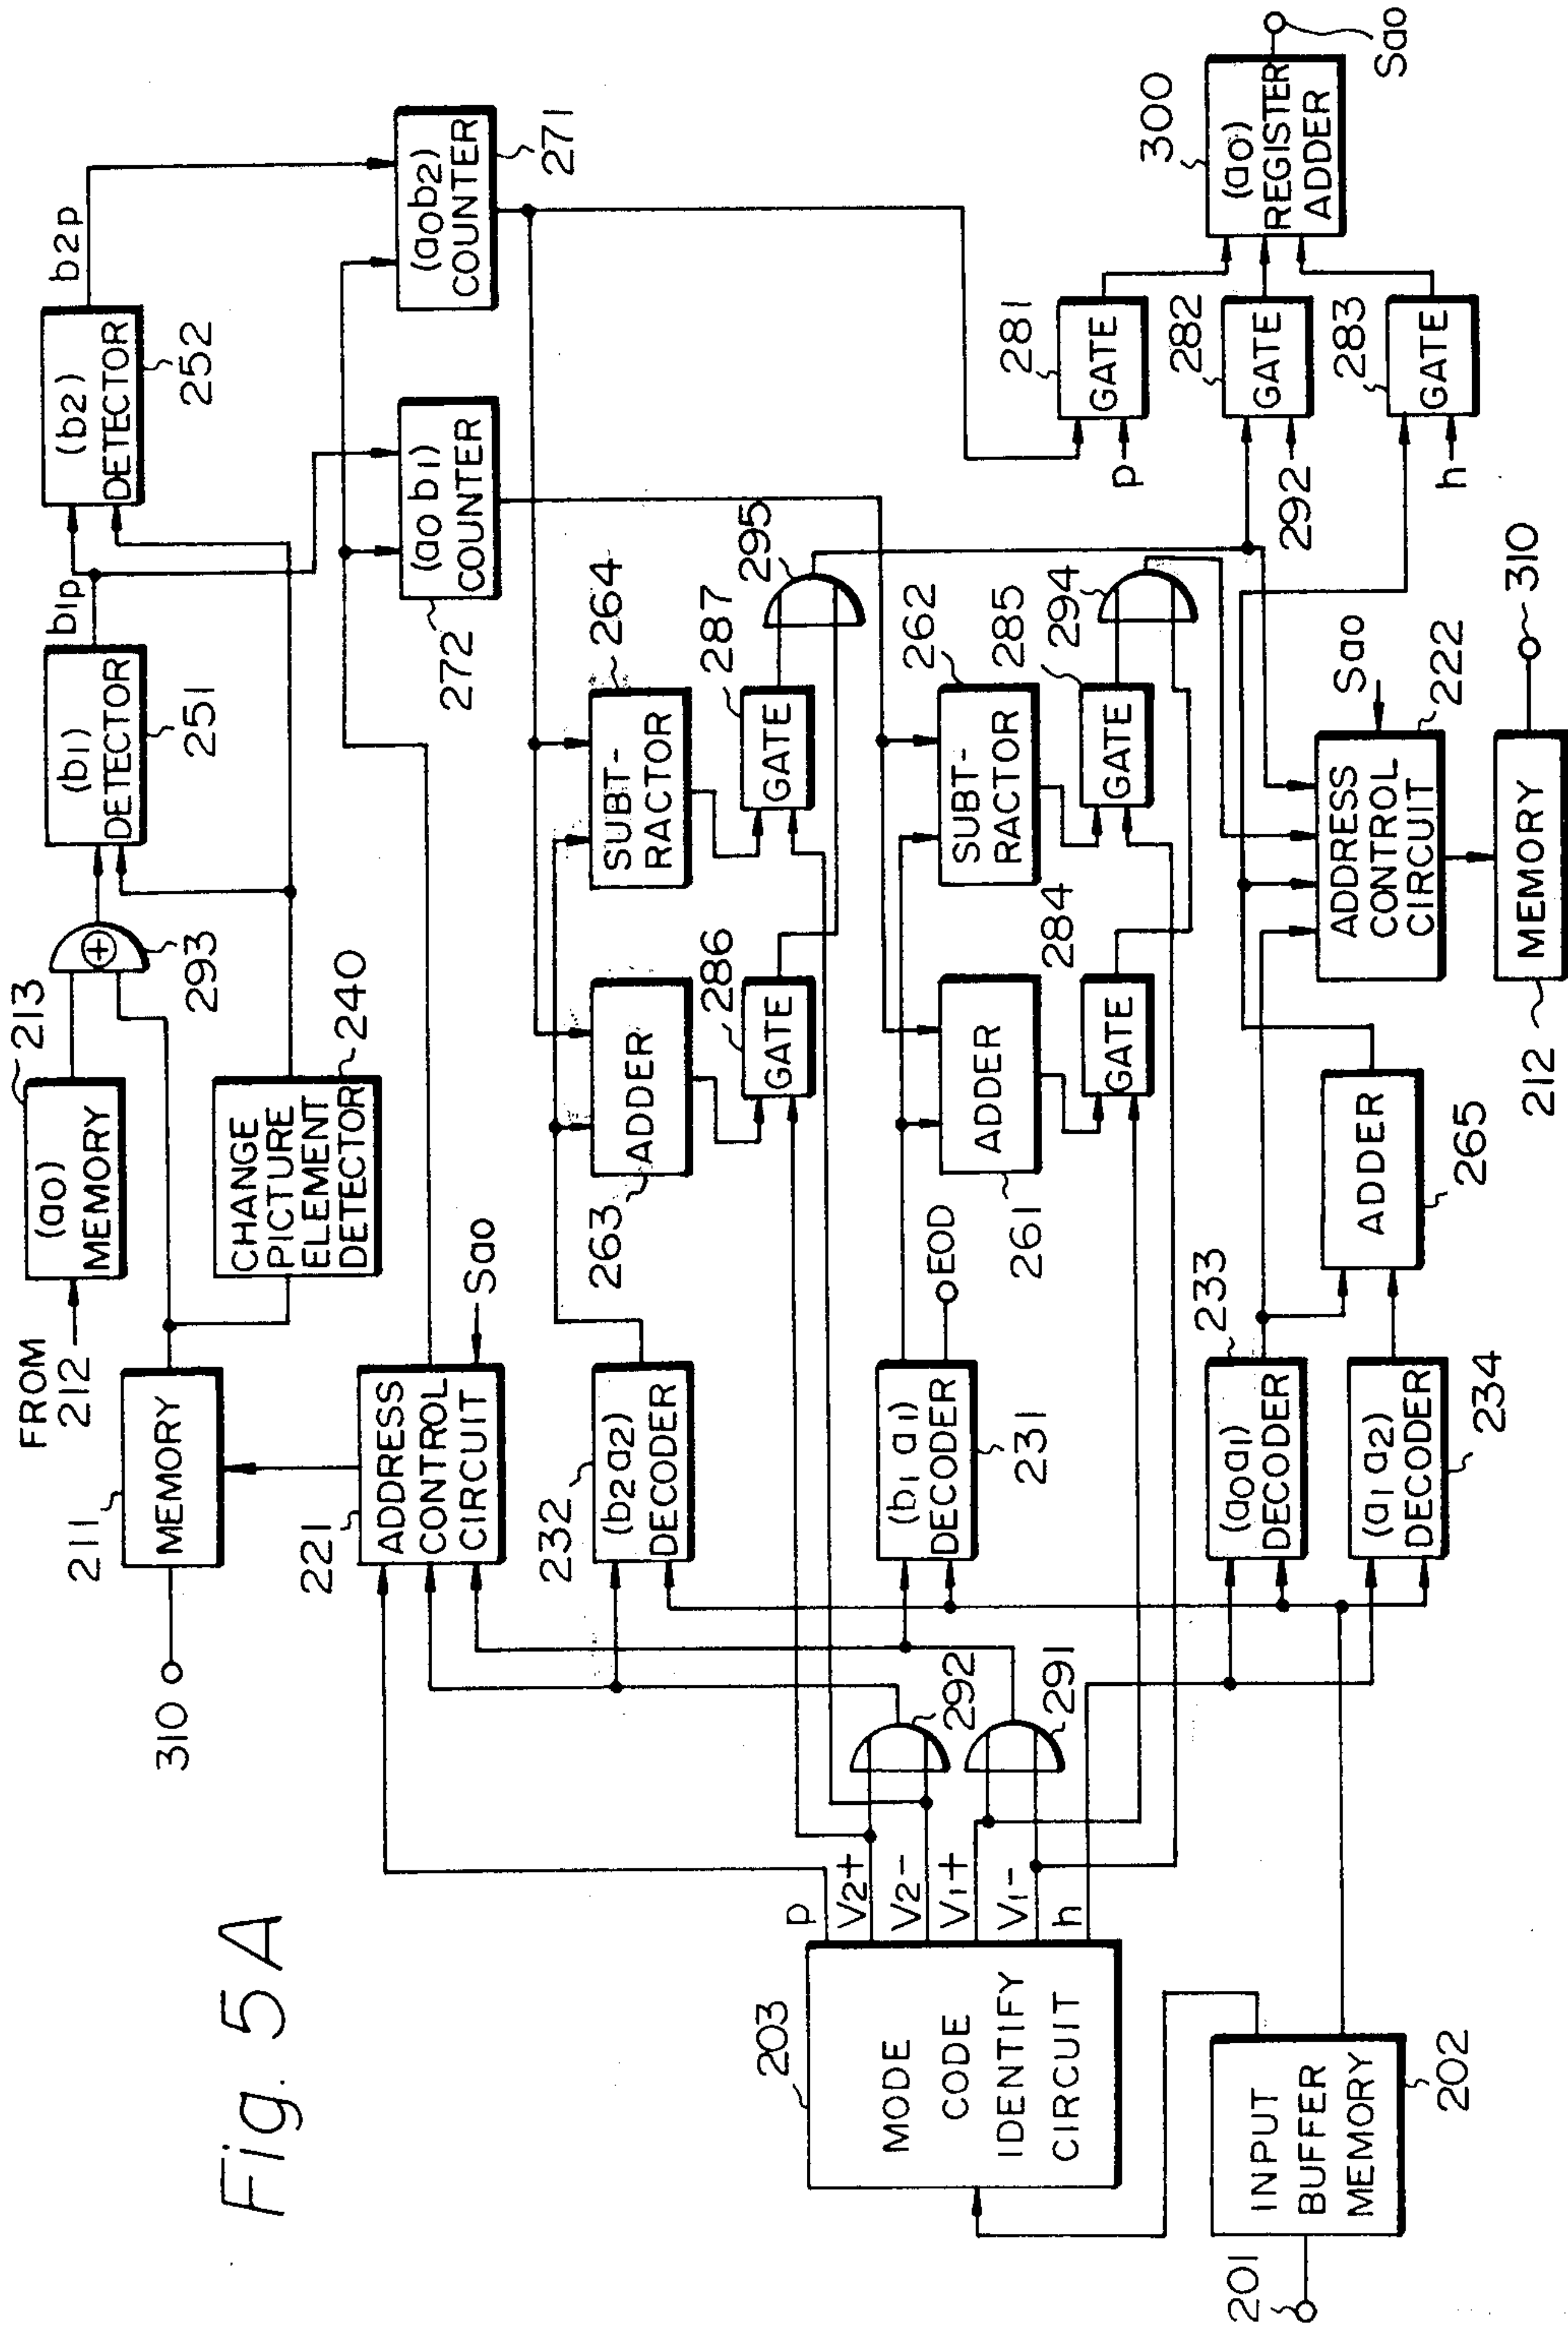 Fig. 5A
201
INPUT
BUFFER
MEMORY
202
203
MODE
CODE
IDENTIFY
CIRCUIT
p
V2+
V2-
V1+
V1-
h
292
291
310
211
MEMORY
FROM
212
(a0)
MEMORY
213
293
CHANGE
PICTURE
ELEMENT
DETECTOR
240
(b1)
DETECTOR
251
b1p
(b2)
DETECTOR
252
b2p
221
ADDRESS
CONTROL
CIRCUIT
Sao
(a0 b1)
COUNTER
272
(a0b2)
COUNTER
271
232
(b2 a2)
DECODER
263
ADDER
SUBT-
RACTOR
264
286
GATE
287
GATE
295
(b1 a1)
DECODER
231
EOD
261
ADDER
SUBT-
RACTOR
262
284
GATE
285
GATE
294
233
(a0a1)
DECODER
(a1 a2)
DECODER
234
ADDER
265
Sao
ADDRESS
CONTROL
CIRCUIT
222
212
MEMORY
310
281
GATE
p
282
GATE
292
283
GATE
h
300
(a0)
REGISTER
ADDER
Sao